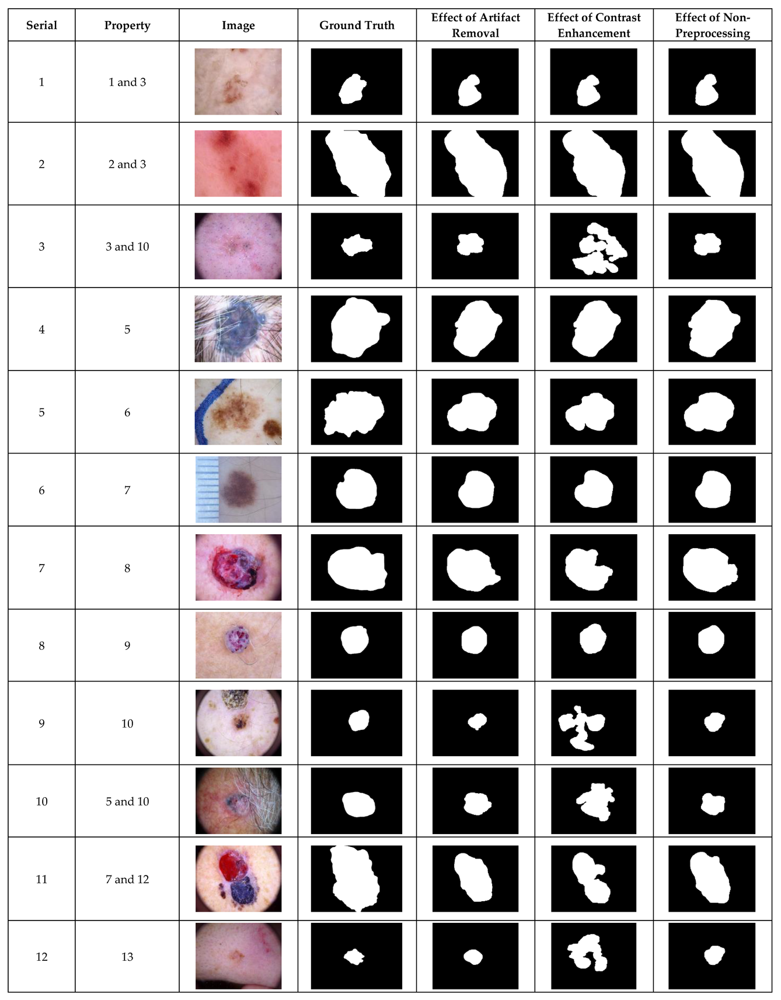 Serial Property Image Ground Truth Effect of Artifact Removal Effect of Contrast Enhancement Effect of Non-Preprocessing
1 1 and 3
2 2 and 3
3 3 and 10
4 5
5 6
6 7
7 8
8 9
9 10
10 5 and 10
11 7 and 12
12 13